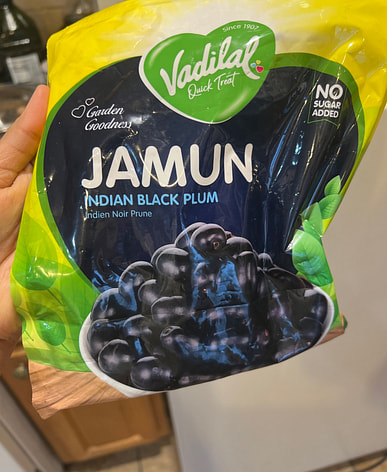 Since 1907
Vadilal
Quick Treat
Garden
Goodness
NO
SUGAR
ADDED
JAMUN
INDIAN BLACK PLUM
Indien Noir Prune